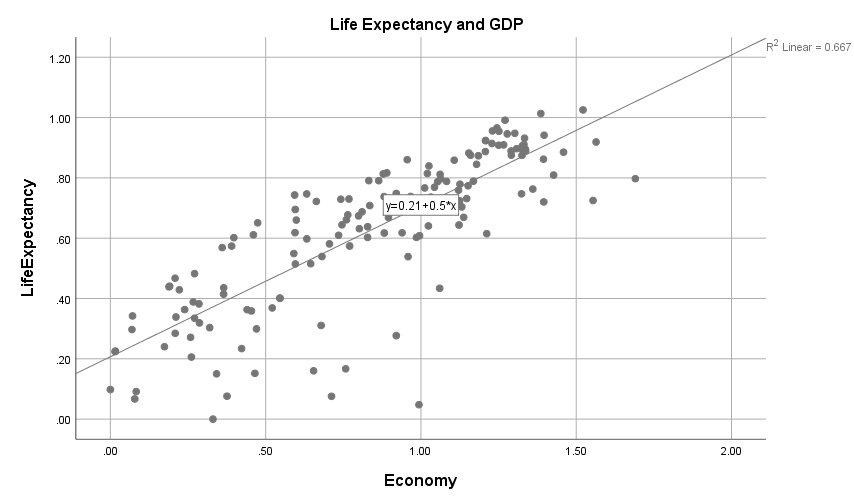 Life Expectancy and GDP
R² Linear = 0.667
1.20
1.00
.80
.60
.40
.20
.00
LifeExpectancy
y=0.21+0.5*x
.00 .50 1.00 1.50 2.00
Economy